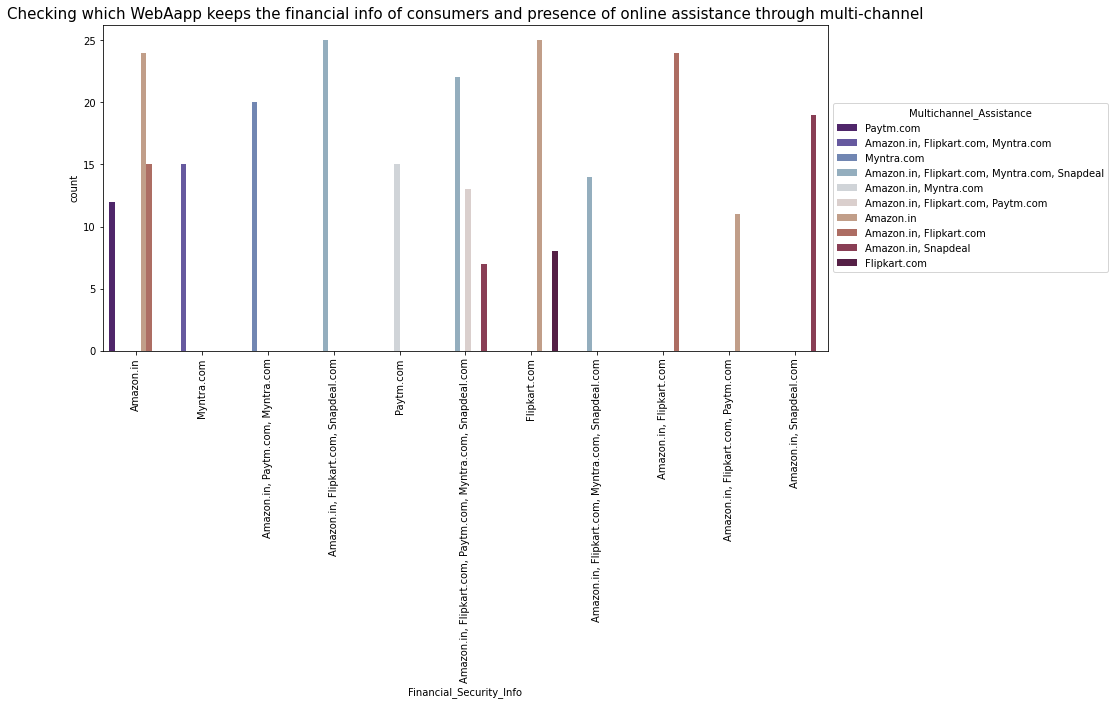 Checking which WebAapp keeps the financial info of consumers and presence of online assistance through multi-channel
25
20
15
10
5
0
count
Amazon.in
Myntra.com
Amazon.in, Paytm.com, Myntra.com
Amazon.in, Flipkart.com, Snapdeal.com
Paytm.com
Amazon.in, Flipkart.com, Paytm.com, Myntra.com, Snapdeal.com
Flipkart.com
Amazon.in, Flipkart.com, Myntra.com, Snapdeal.com
Amazon.in, Flipkart.com
Amazon.in, Flipkart.com, Paytm.com
Amazon.in, Snapdeal.com
Financial_Security_Info
Multichannel_Assistance
Paytm.com
Amazon.in, Flipkart.com, Myntra.com
Myntra.com
Amazon.in, Flipkart.com, Myntra.com, Snapdeal
Amazon.in, Myntra.com
Amazon.in, Flipkart.com, Paytm.com
Amazon.in
Amazon.in, Flipkart.com
Amazon.in, Snapdeal
Flipkart.com